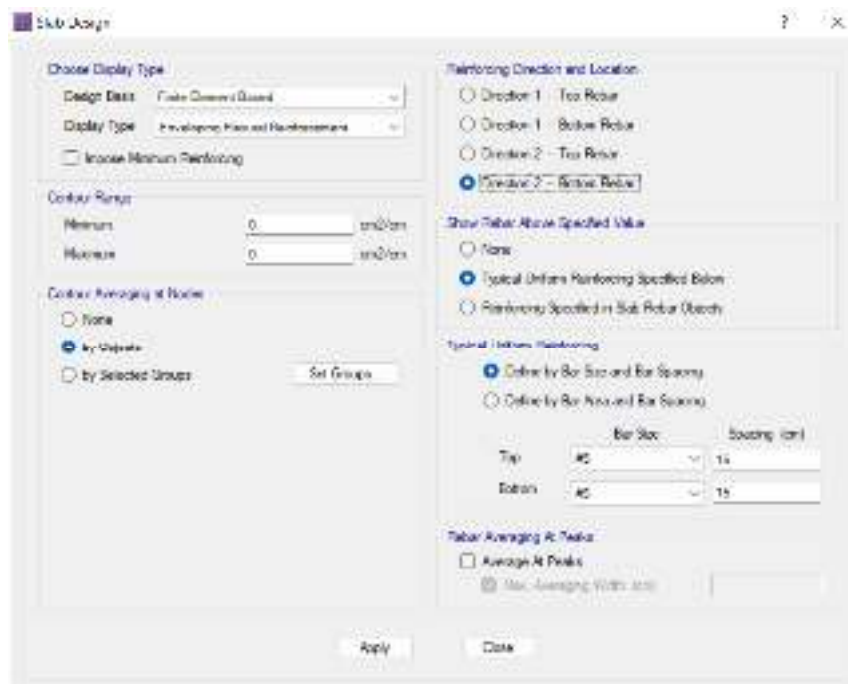 Slab Design
?
×
Choose Display Type
Design Basis Finite Element Based
Display Type Enveloping Flexural Reinforcement
Impose Minimum Reinforcing
Contour Range
Minimum 0 cm2/cm
Maximum 0 cm2/cm
Contour Averaging at Nodes
None
by Objects
by Selected Groups Set Groups...
Reinforcing Direction and Location
Direction 1 - Top Rebar
Direction 1 - Bottom Rebar
Direction 2 - Top Rebar
Direction 2 - Bottom Rebar
Show Rebar Above Specified Value
None
Typical Uniform Reinforcing Specified Below
Reinforcing Specified in Slab Rebar Objects
Typical Uniform Reinforcing
Define by Bar Size and Bar Spacing
Define by Bar Area and Bar Spacing
Bar Size Spacing (cm)
Top 15
Bottom 15
Rebar Averaging At Peaks
Average At Peaks
Max. Averaging Width
Apply Close